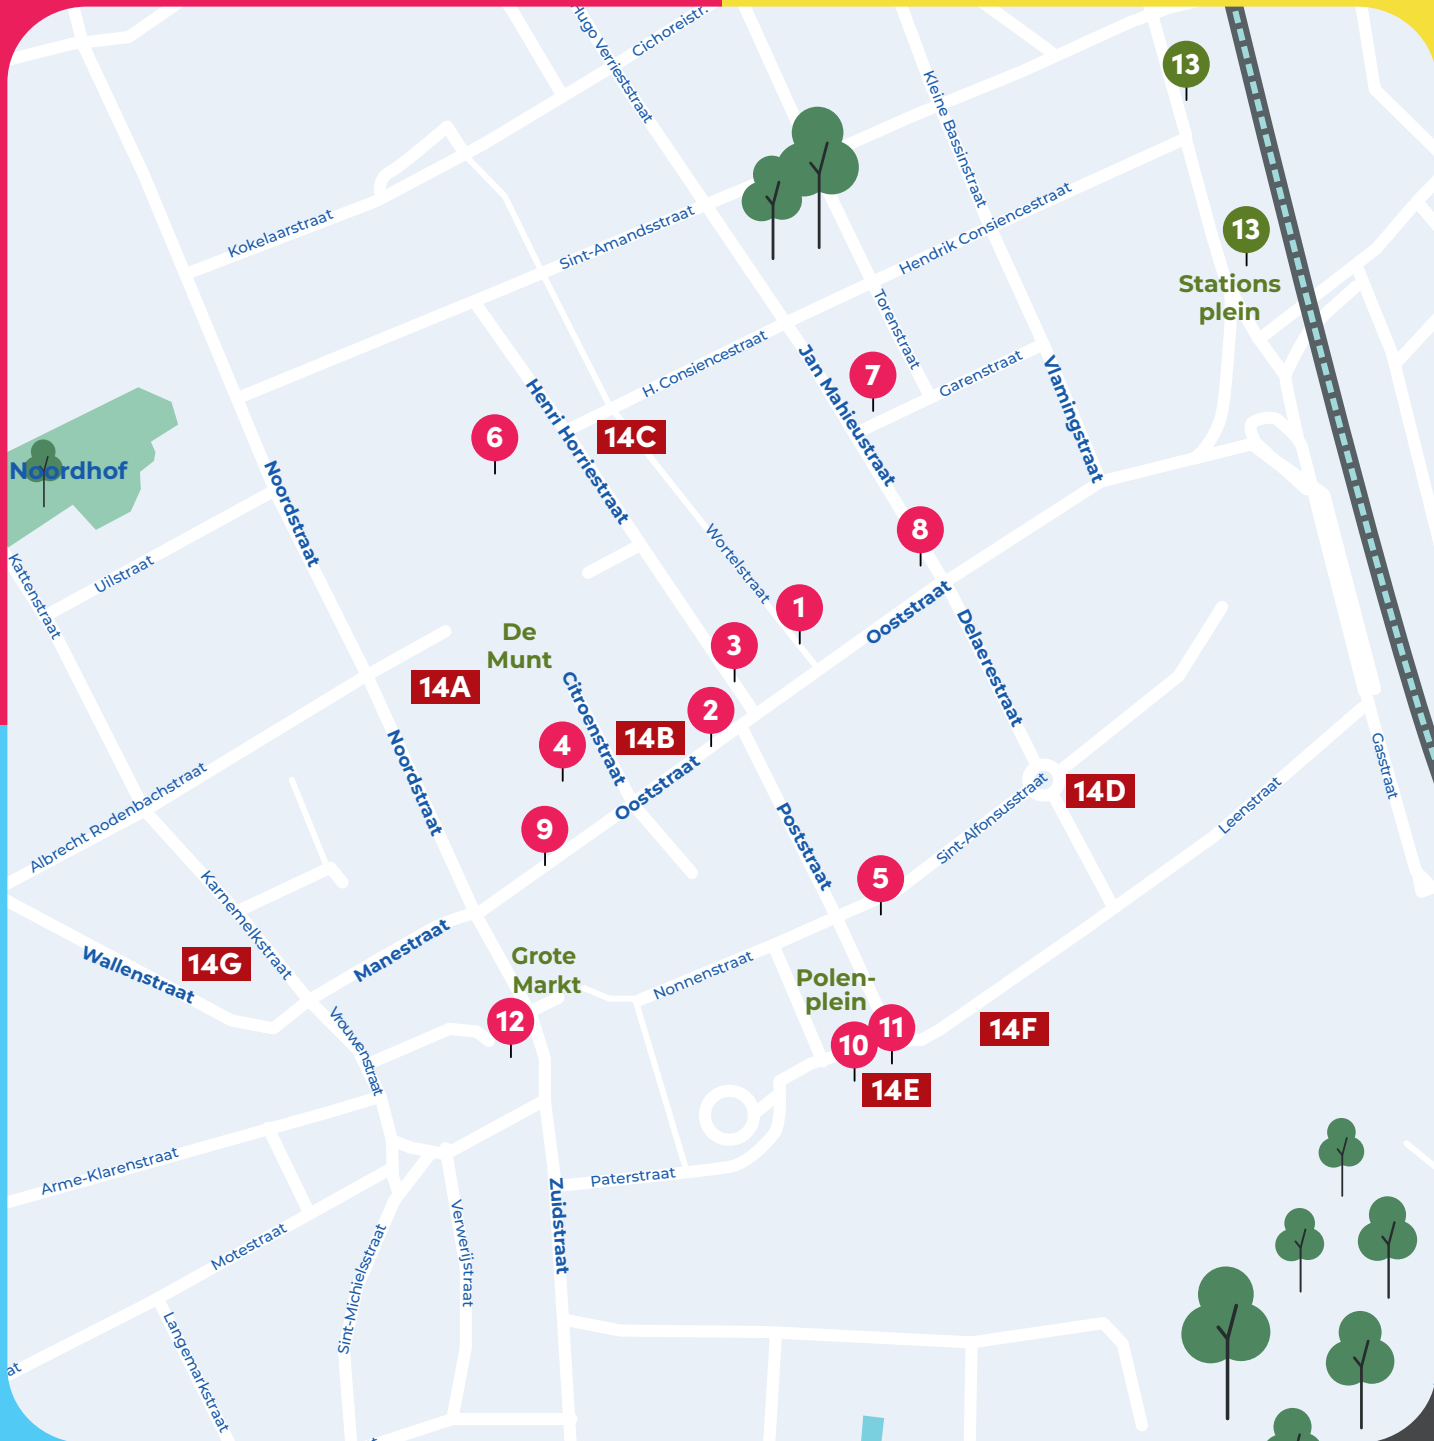 Hugo Verrieststraat
Cichoreistr.
Kleine Bassinstraat
13
Kokelaarstraat
Sint-Amandsstraat
Hendrik Consiencestraat
13
Stations
plein
Torenstraat
H. Consiencestraat
Jan Mahieustraat
7
Garenstraat
Vlamingstraat
Henri Horriestraat
6
14C
Noordhof
Noordstraat
8
Wortelstraat
Kattenstraat
Uilstraat
1
Ooststraat
Delaerestraat
De
Munt
3
14A
Citroenstraat
2
14B
4
Ooststraat
Noordstraat
Albrecht Rodenbachstraat
14D
Sint-Alfonsusstraat
Leenstraat
Gasstraat
9
Poststraat
5
Karnemelkstraat
Wallenstraat
14G
Manestraat
Grote
Markt
Nonnenstraat
Polen-
plein
12
Vrouwenstraat
10
11
14F
14E
Arme-Klarenstraat
Paterstraat
Zuidstraat
Motestraat
Verwerijstraat
Sint-Michielsstraat
Langemarkstraat
at